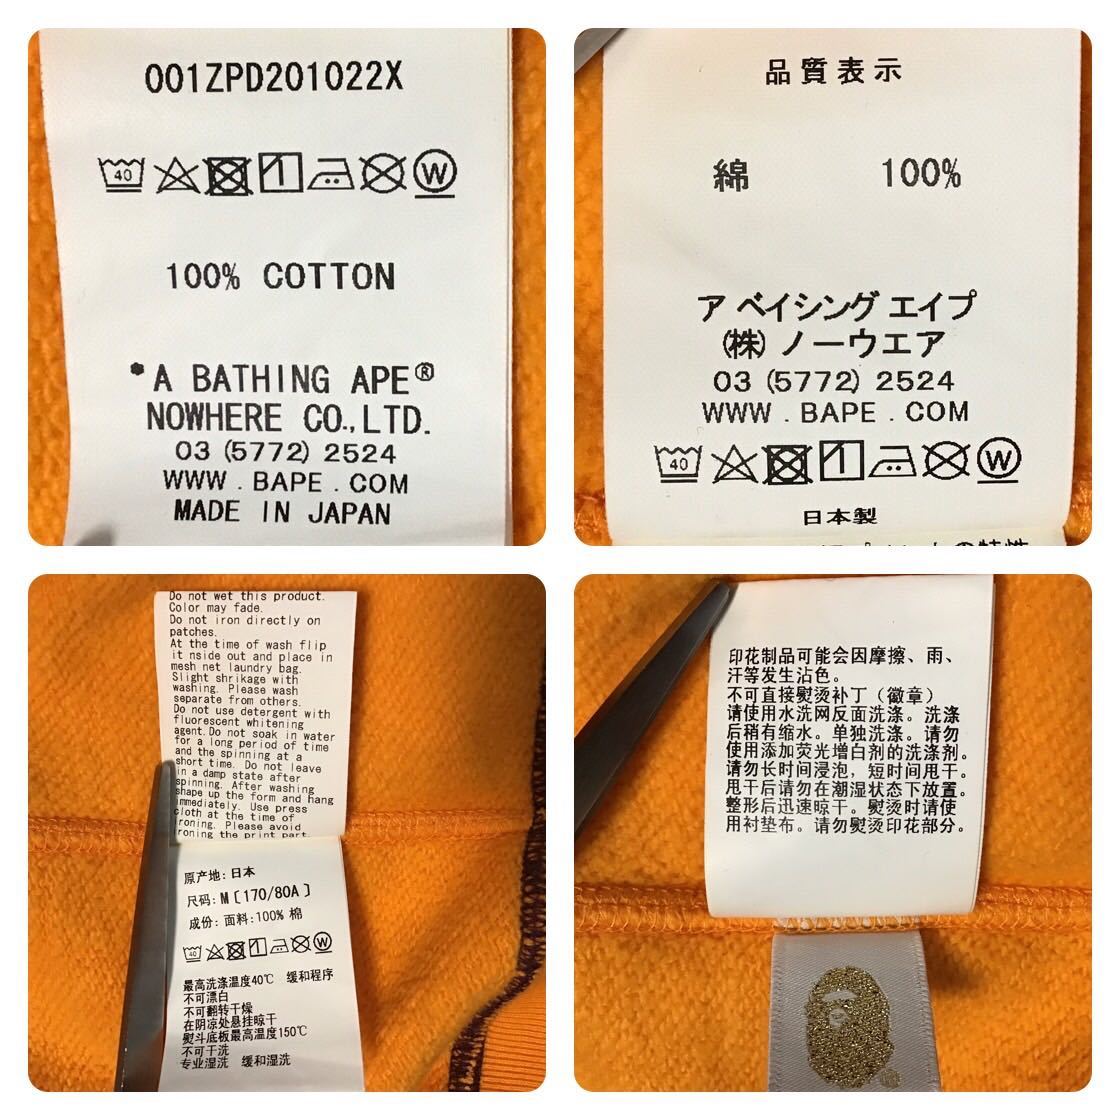 001ZPD201022X
40 W
100% COTTON
*A BATHING APE®
NOWHERE CO.,LTD.
03 (5772) 2524
WWW . BAPE . COM
MADE IN JAPAN
品質表示
綿 100%
ア ベイシング エイプ
(株) ノーウエア
03 (5772) 2524
WWW . BAPE . COM
40 W
日本製
Do not wet this product.
Color may fade.
Do not iron directly on
patches.
At the time of wash flip
it nside out and place in
mesh net laundry bag.
Slight shrikage with
washing. Please wash
separate from others.
Do not use detergent with
fluorescent whitening
agent.Do not soak in water
for a long period of time
and the spinning at a
short time. Do not leave
in a damp state after
spinning. After washing
shape up the form and hang
immediately. Use press
cloth at the time of
ironing. Please avoid
ironing the print part.
原产地: 日本
尺码: M [170/80A]
成份: 面料: 100% 棉
40 W
最高洗涤温度40℃ 缓和程序
不可漂白
不可翻转干燥
在阴凉处悬挂晾干
熨斗底板最高温度150℃
不可干洗
专业湿洗 缓和湿洗
印花制品可能会因摩擦、雨、
汗等发生沾色。
不可直接熨烫补丁（徽章）
请使用水洗网反面洗涤。洗涤
后稍有缩水。单独洗涤。请勿
使用添加荧光增白剂的洗涤剂。
请勿长时间浸泡，短时间甩干。
甩干后请勿在潮湿状态下放置。
整形后迅速晾干。熨烫时请使
用衬垫布。请勿熨烫印花部分。
®